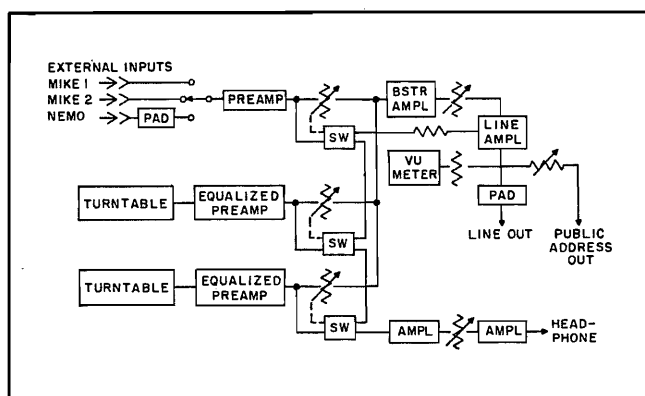 EXTERNAL INPUTS
MIKE 1
MIKE 2
NEMO
PAD
PREAMP
SW
BSTR
AMPL
LINE
AMPL
VU
METER
PAD
LINE OUT
PUBLIC
ADDRESS
OUT
TURNTABLE
EQUALIZED
PREAMP
SW
TURNTABLE
EQUALIZED
PREAMP
SW
AMPL
AMPL
HEAD-
PHONE